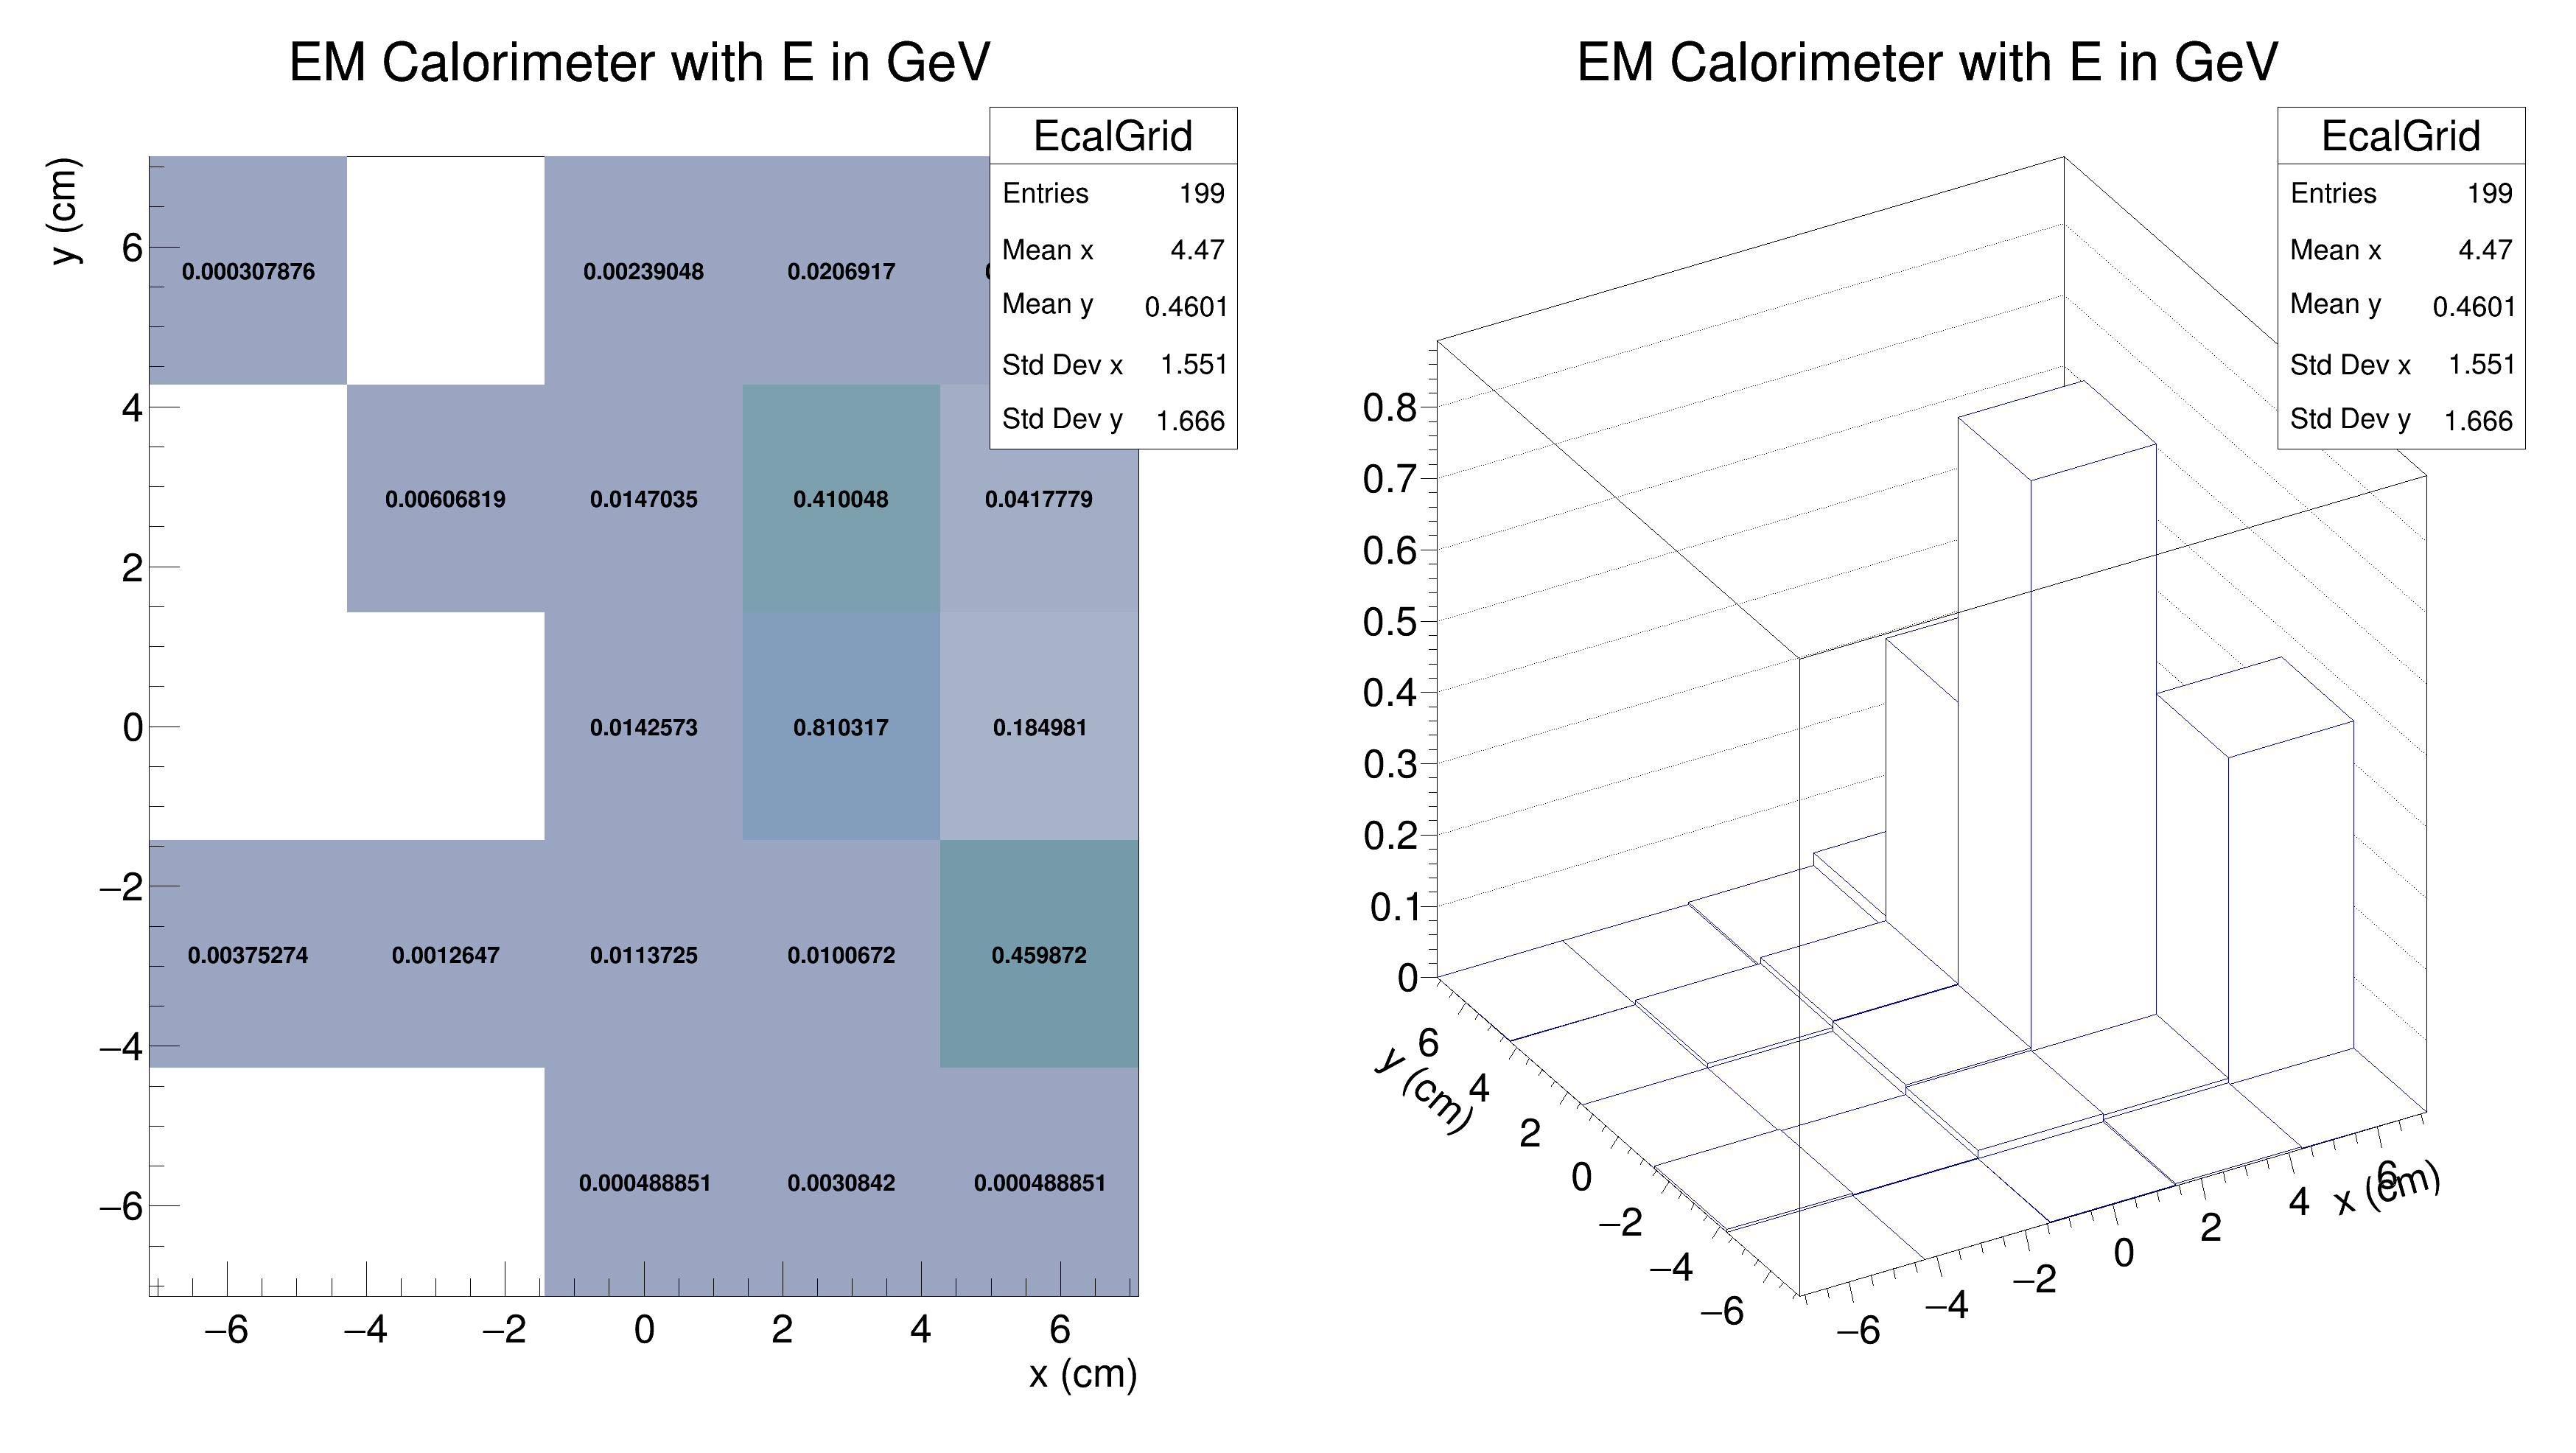 EM Calorimeter with E in GeV
EcalGrid
Entries 199
Mean x 4.47
Mean y 0.4601
Std Dev x 1.551
Std Dev y 1.666
y (cm)
6
4
2
0
−2
−4
−6
0.000307876 0.00239048 0.0206917
0.00606819 0.0147035 0.410048 0.0417779
0.0142573 0.810317 0.184981
0.00375274 0.0012647 0.0113725 0.0100672 0.459872
0.000488851 0.0030842 0.000488851
−6 −4 −2 0 2 4 6
x (cm)
EM Calorimeter with E in GeV
EcalGrid
Entries 199
Mean x 4.47
Mean y 0.4601
Std Dev x 1.551
Std Dev y 1.666
0.8
0.7
0.6
0.5
0.4
0.3
0.2
0.1
0
6
4
2
0
−2
−4
−6
y (cm)
−6 −4 −2 0 2 4 6
x (cm)